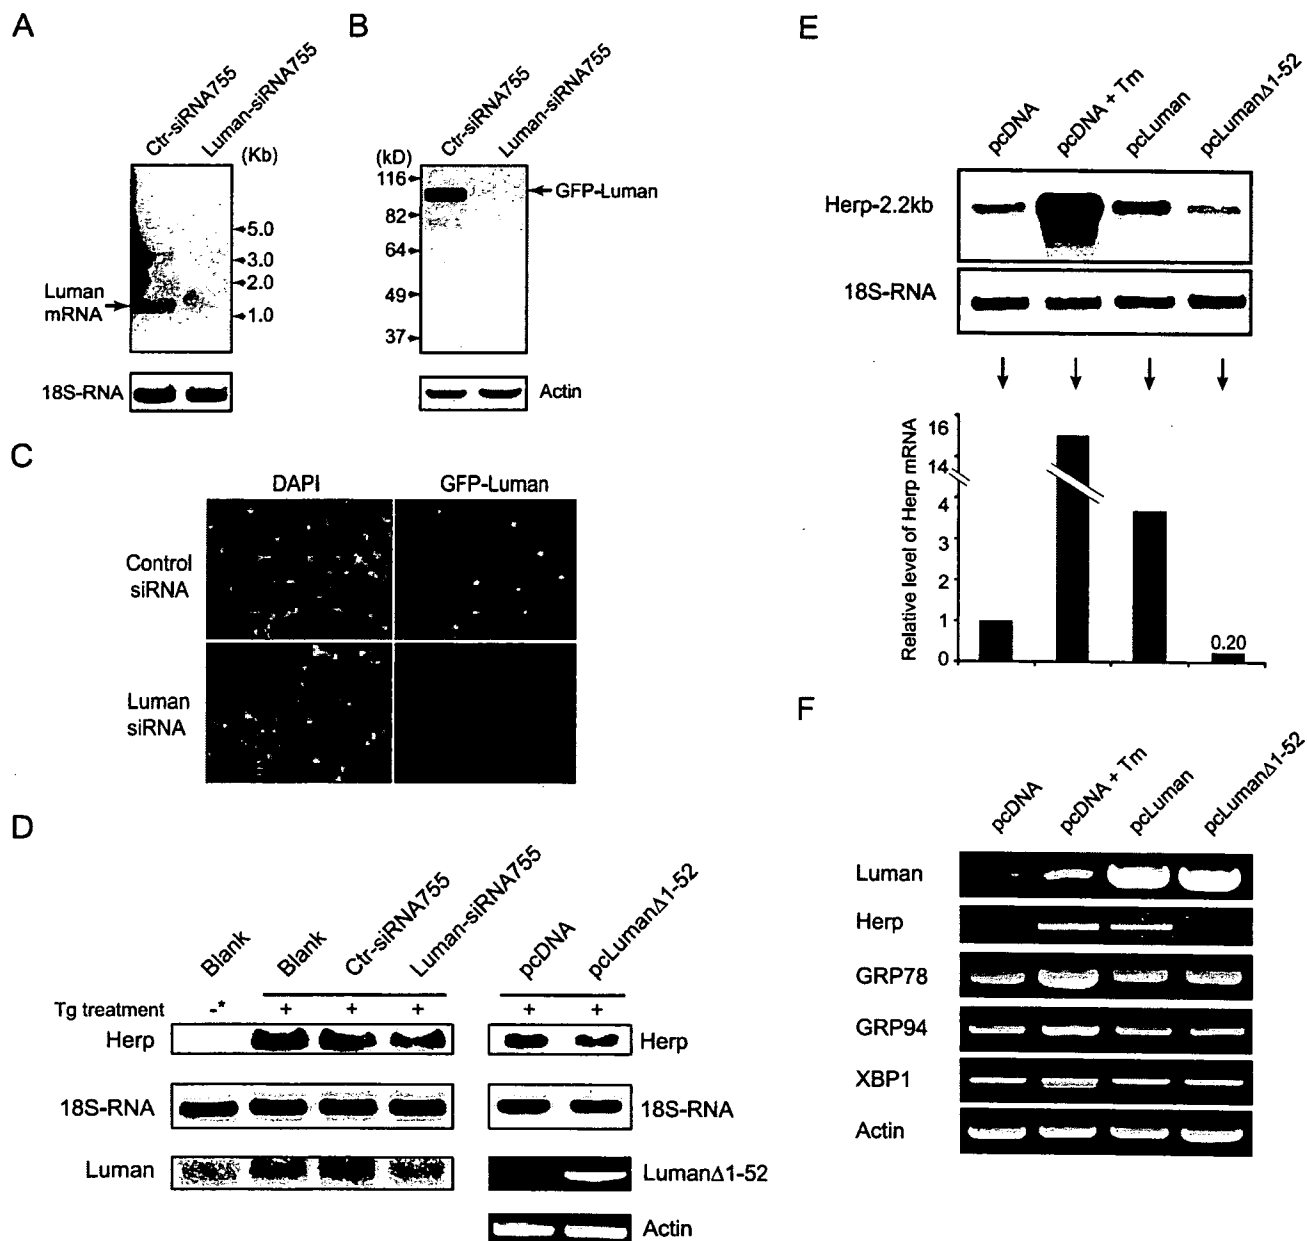 A
Ctr-siRNA755
Luman-siRNA755
(Kb)
5.0
3.0
2.0
1.0
Luman
mRNA
18S-RNA
B
Ctr-siRNA755
Luman-siRNA755
(kD)
116
82
64
49
37
GFP-Luman
Actin
C
DAPI
GFP-Luman
Control
siRNA
Luman
siRNA
D
Blank
Blank
Ctr-siRNA755
Luman-siRNA755
pcDNA
pcLumanΔ1-52
Tg treatment
-*
+
+
+
+
+
Herp
Herp
18S-RNA
18S-RNA
Luman
LumanΔ1-52
Actin
E
pcDNA
pcDNA + Tm
pcLuman
pcLumanΔ1-52
Herp-2.2kb
18S-RNA
Relative level of Herp mRNA
16
14
4
3
2
1
0
0.20
F
pcDNA
pcDNA + Tm
pcLuman
pcLumanΔ1-52
Luman
Herp
GRP78
GRP94
XBP1
Actin